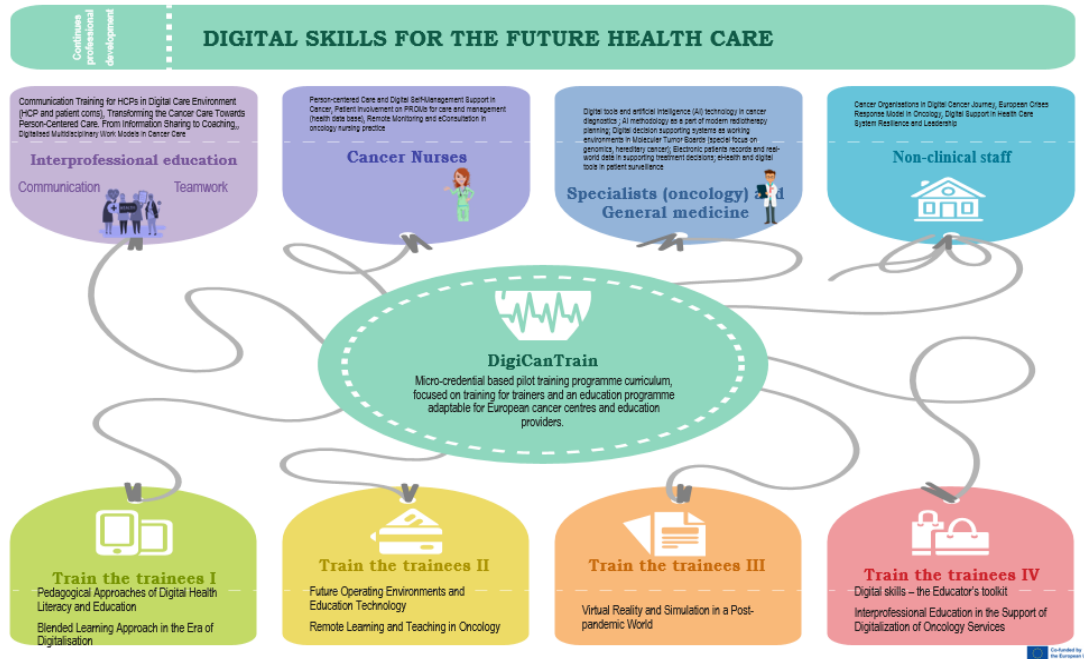 Continues
professional
development
DIGITAL SKILLS FOR THE FUTURE HEALTH CARE
Communication Training for HCPs in Digital Care Environment
(HCP and patient coms), Transforming the Cancer Care Towards
Person-Centered Care. From Information Sharing to Coaching,,
Digitalised Multidisciplinary Work Models in Cancer Care
Interprofessional education
Communication
Teamwork
Person-centered Care and Digital Self-Management Support in
Cancer, Patient Involvement on PROMs for care and management
(health data base), Remote Monitoring and eConsultation in
oncology nursing practice
Cancer Nurses
Digital tools and artificial intelligence (AI) technology in cancer
diagnostics ; AI methodology as a part of modern radiotherapy
planning; Digital decision supporting systems as working
environments in Molecular Tumor Boards (special focus on
genomics, hereditary cancer); Electronic patients records and real-
world data in supporting treatment decisions; eHealth and digital
tools in patient surveillance
Specialists (oncology)
General medicine
Cancer Organisations in Digital Cancer Journey, European Crises
Response Model in Oncology, Digital Support in Health Care
System Resilience and Leadership
Non-clinical staff
DigiCanTrain
Micro-credential based pilot training programme curriculum,
focused on training for trainers and an education programme
adaptable for European cancer centres and education
providers.
Train the trainees I
Pedagogical Approaches of Digital Health
Literacy and Education
Blended Learning Approach in the Era of
Digitalisation
Train the trainees II
Future Operating Environments and
Education Technology
Remote Learning and Teaching in Oncology
Train the trainees III
Virtual Reality and Simulation in a Post-
pandemic World
Train the trainees IV
Digital skills – the Educator's toolkit
Interprofessional Education in the Support of
Digitalization of Oncology Services
Co-funded by
the European